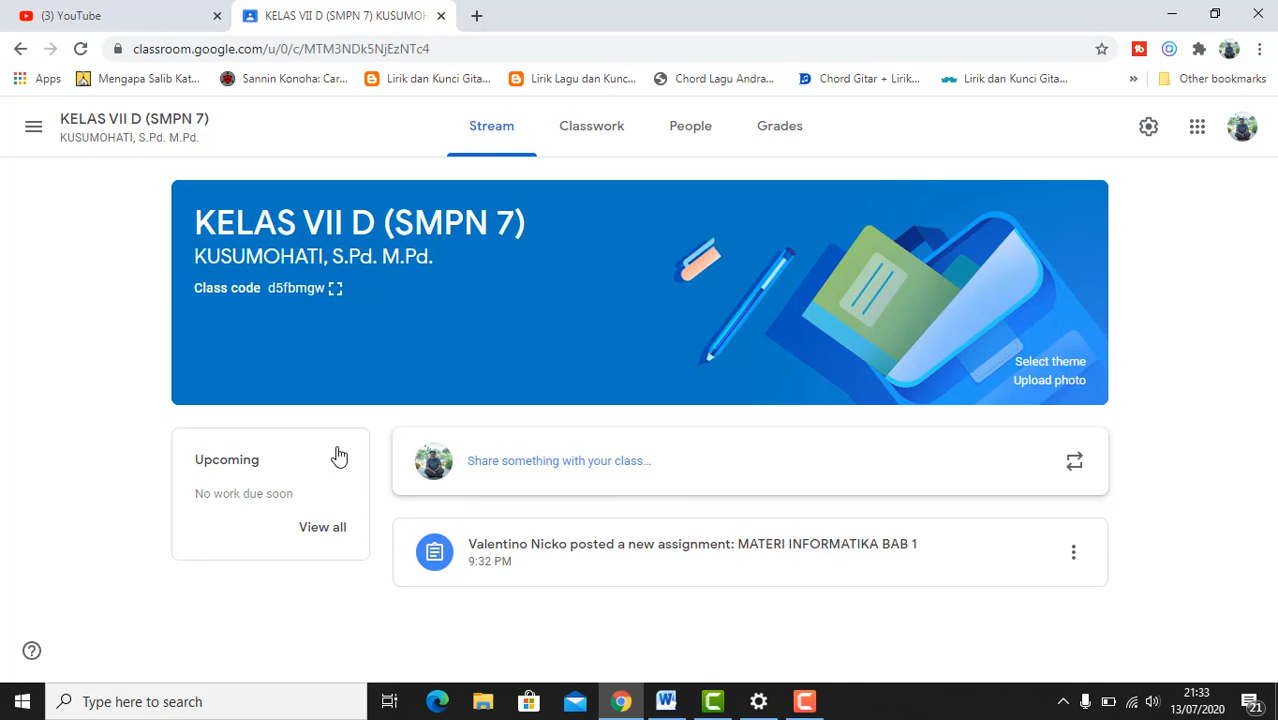 (3) YouTube
KELAS VII D (SMPN 7) KUSUMOH
classroom.google.com/u/0/c/MTM3NDk5NjEzNTc4
Apps
Mengapa Salib Kat...
Sannin Konoha: Car...
Lirik dan Kunci Gita...
Lirik Lagu dan Kunc...
Chord Lagu Andra...
Chord Gitar + Lirik...
Lirik dan Kunci Gita...
Other bookmarks
KELAS VII D (SMPN 7)
KUSUMOHATI, S.Pd. M.Pd.
Stream
Classwork
People
Grades
KELAS VII D (SMPN 7)
KUSUMOHATI, S.Pd. M.Pd.
Class code d5fbmgw
Select theme
Upload photo
Upcoming
No work due soon
View all
Share something with your class...
Valentino Nicko posted a new assignment: MATERI INFORMATIKA BAB 1
9:32 PM
Type here to search
21:33
13/07/2020
21